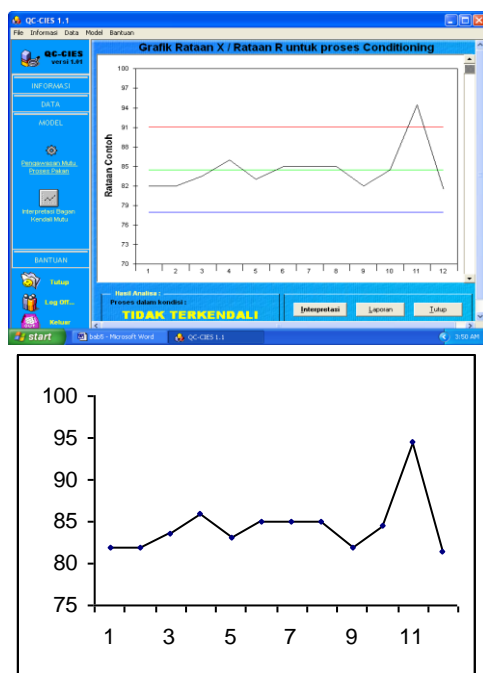 QC-CIES 1.1
File Informasi Data Model Bantuan
QC-CIES
versi 1.01
INFORMASI
DATA
MODEL
Pengawasan Mutu
Proses Pakan
Interpretasi Bagan
Kendali Mutu
BANTUAN
Tutup
Log Off...
Keluar
Grafik Rataan X / Rataan R untuk proses Conditioning
Rataan Contoh
100
97
94
91
88
85
82
79
76
73
70
1 2 3 4 5 6 7 8 9 10 11 12
Hasil Analisa :
Proses dalam kondisi :
TIDAK TERKENDALI
Interpretasi Laporan Tutup
start bab5 - Microsoft Word QC-CIES 1.1 3:50 AM
100
95
90
85
80
75
1 3 5 7 9 11